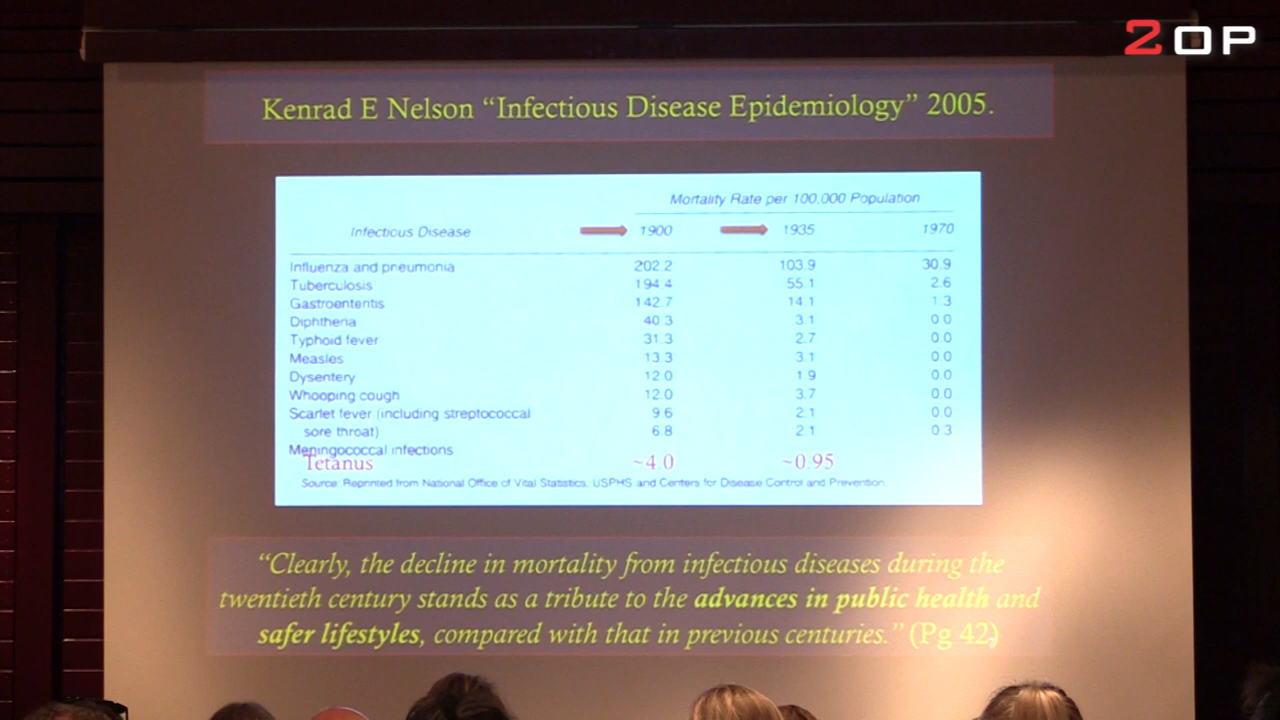 2OP
Kenrad E Nelson “Infectious Disease Epidemiology” 2005.
Mortality Rate per 100,000 Population
Infectious Disease 1900 1935 1970
Influenza and pneumonia 202.2 103.9 30.9
Tuberculosis 194.4 55.1 2.6
Gastroenteritis 142.7 14.1 1.3
Diphtheria 40.3 3.1 0.0
Typhoid fever 31.3 2.7 0.0
Measles 13.3 3.1 0.0
Dysentery 12.0 1.9 0.0
Whooping cough 12.0 3.7 0.0
Scarlet fever (including streptococcal 9.6 2.1 0.0
sore throat) 6.8 2.1 0.3
Meningococcal infections
Tetanus ~4.0 ~0.95
Source: Reprinted from National Office of Vital Statistics, USPHS and Centers for Disease Control and Prevention.
“Clearly, the decline in mortality from infectious diseases during the
twentieth century stands as a tribute to the advances in public health and
safer lifestyles, compared with that in previous centuries.” (Pg 42)